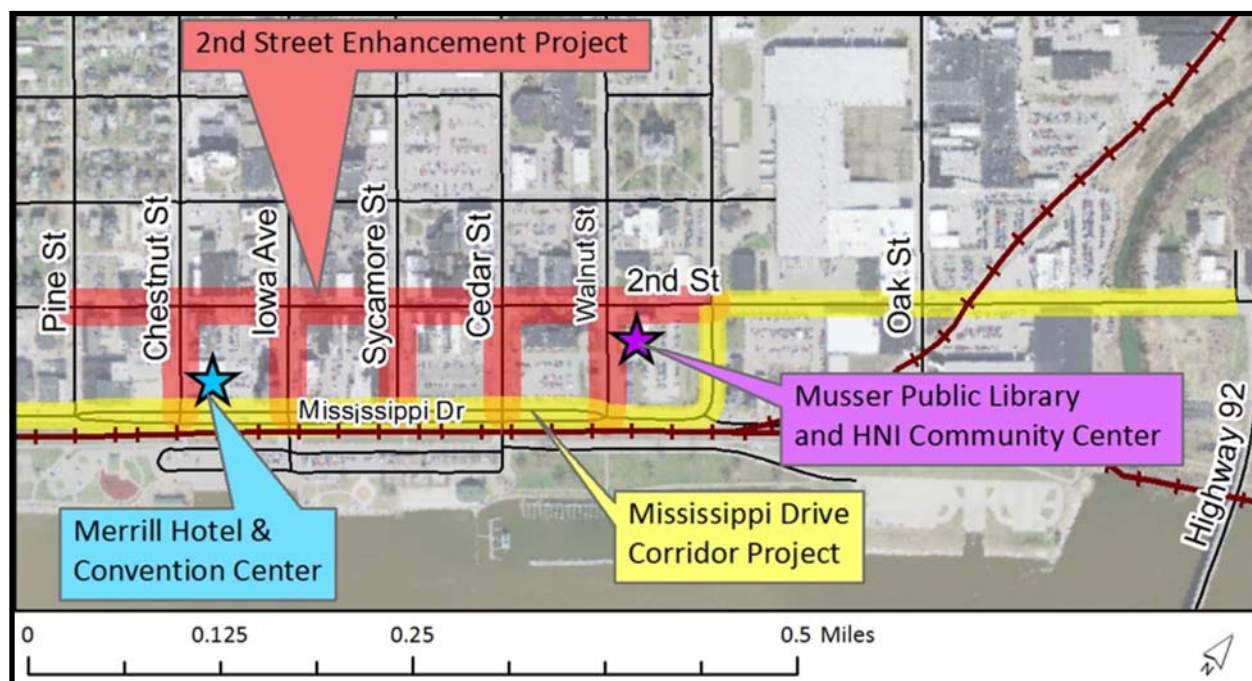 2nd Street Enhancement Project
Pine St
Chestnut St
Iowa Ave
Sycamore St
Cedar St
Walnut St
2nd St
Oak St
Highway 92
Mississippi Dr
Musser Public Library
and HNI Community Center
Merrill Hotel &
Convention Center
Mississippi Drive
Corridor Project
0 0.125 0.25 0.5 Miles
N